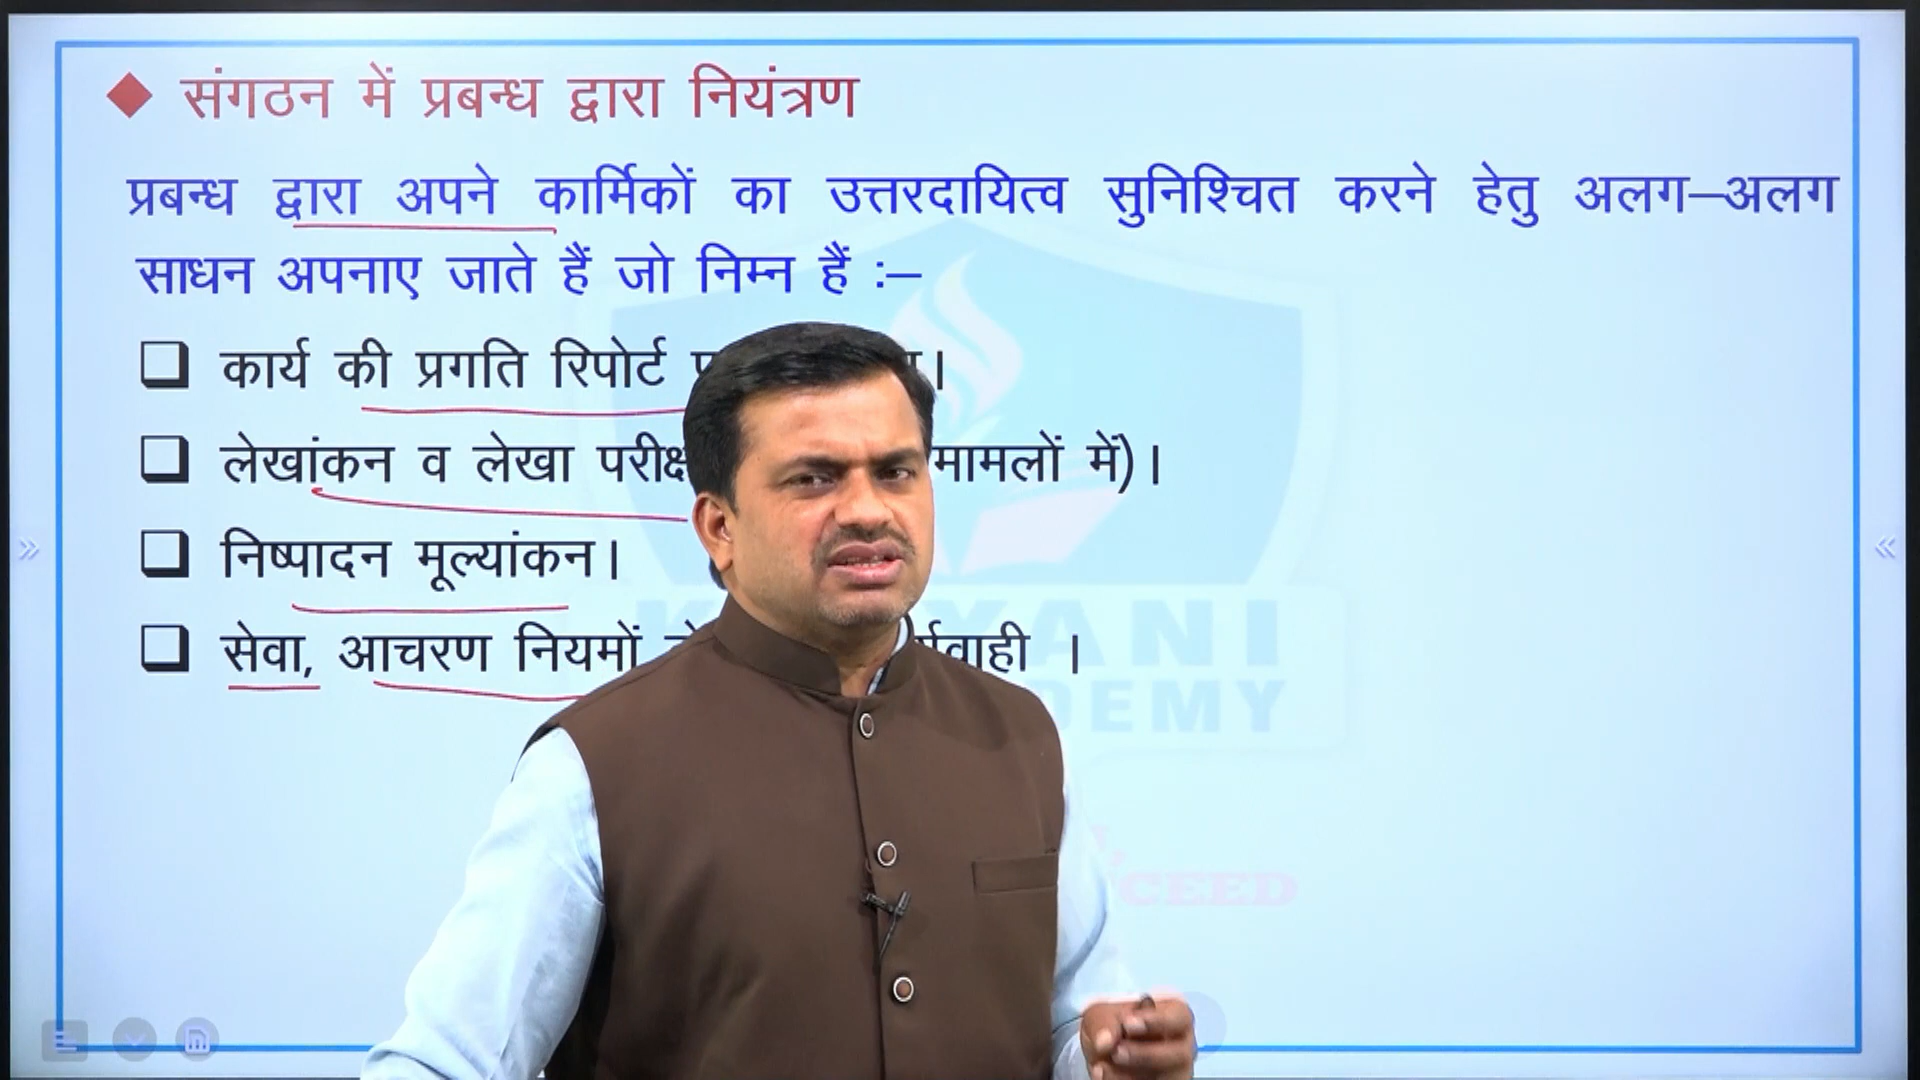 संगठन में प्रबन्ध द्वारा नियंत्रण
प्रबन्ध द्वारा अपने कार्मिकों का उत्तरदायित्व सुनिश्चित करने हेतु अलग–अलग
साधन अपनाए जाते हैं जो निम्न हैं :–
कार्य की प्रगति रिपोर्ट
लेखांकन व लेखा मामलों में)।
निष्पादन मूल्यांकन।
सेवा, आचरण नियमों ।